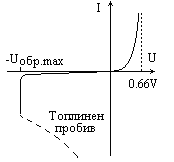 I
-Uобр.max
U
0.66V
Топлинен
пробив